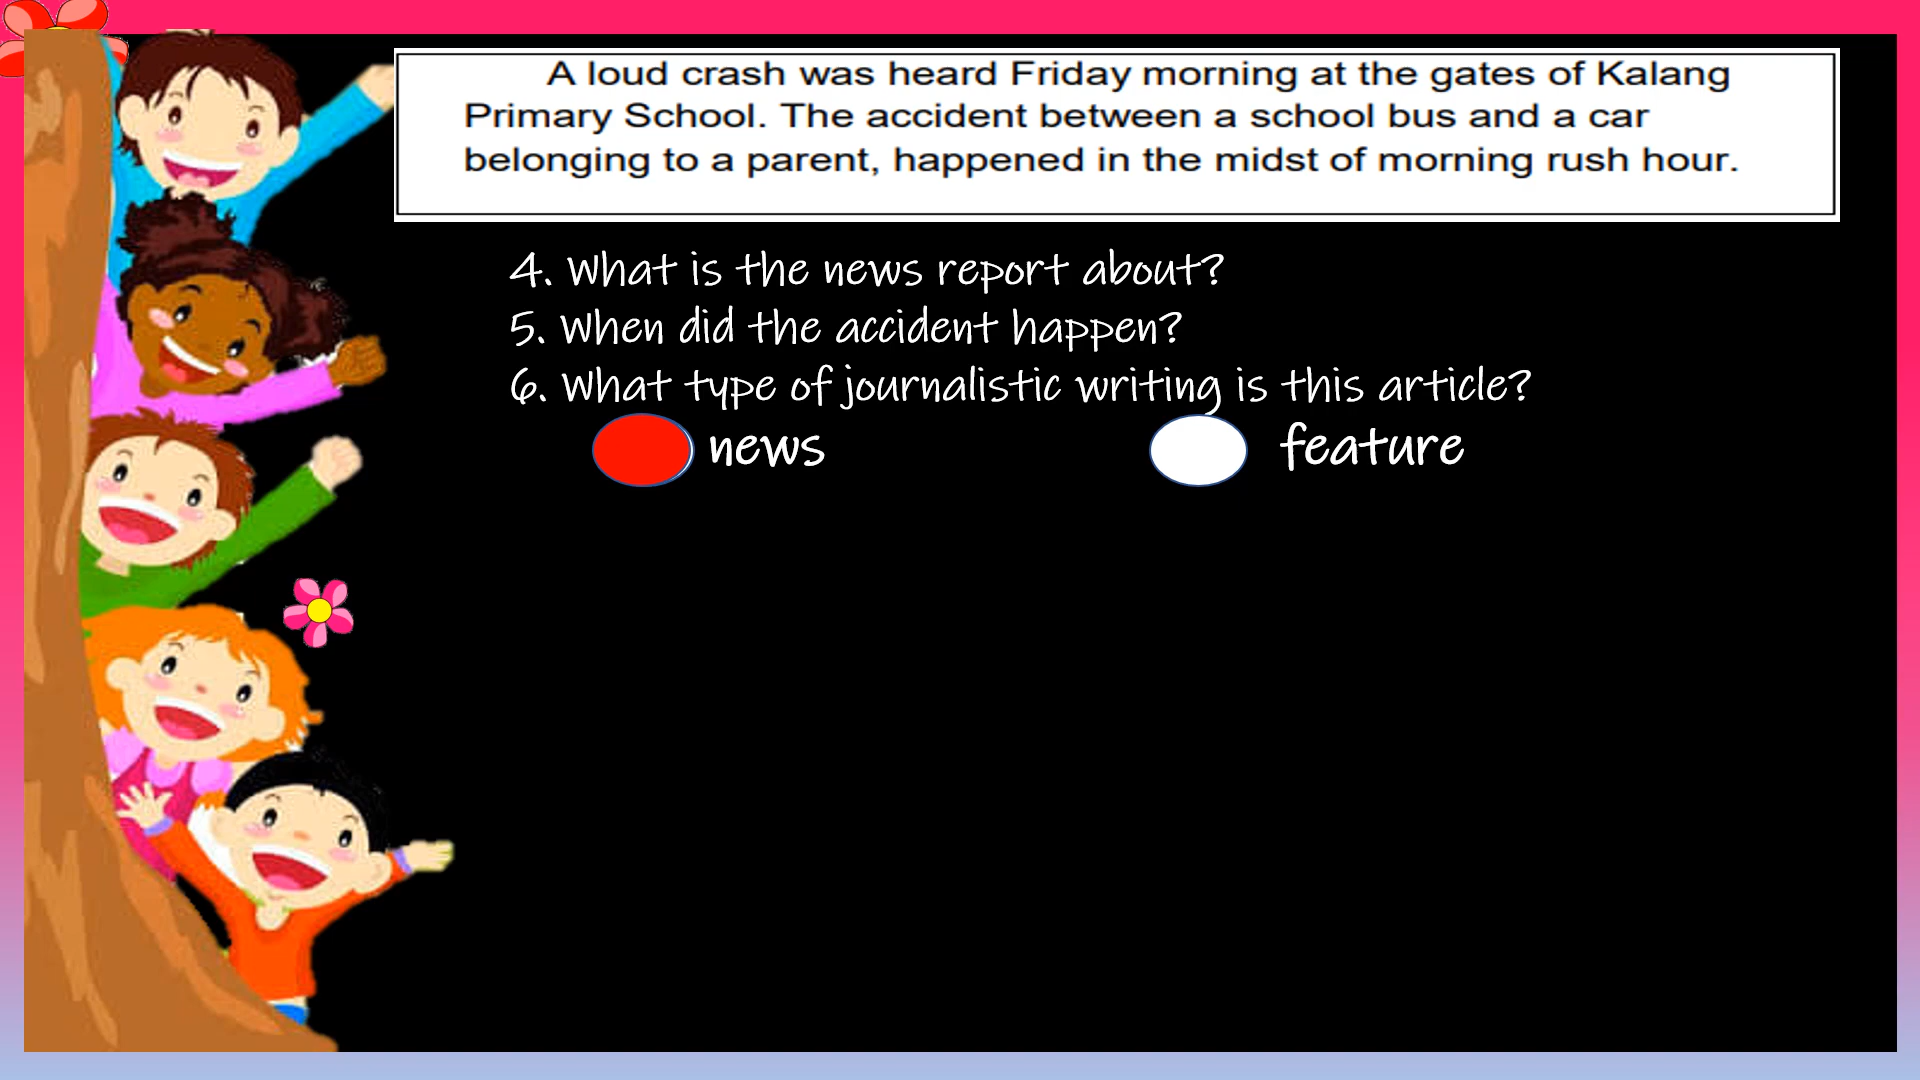 A loud crash was heard Friday morning at the gates of Kalang
Primary School. The accident between a school bus and a car
belonging to a parent, happened in the midst of morning rush hour.
4. What is the news report about?
5. When did the accident happen?
6. What type of journalistic writing is this article?
news feature